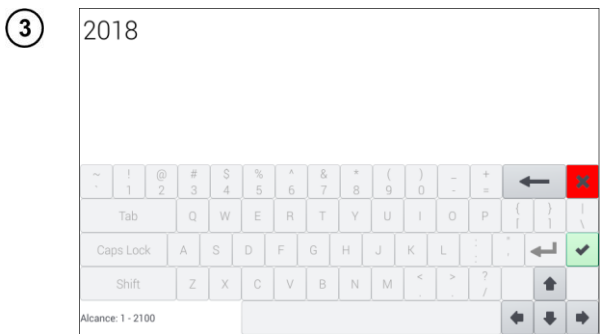 3
2018
~ ! @ # $ % ^ & * ( ) _ +
` 1 2 3 4 5 6 7 8 9 0 - =
Tab Q W E R T Y U I O P { } |
[ ] \
Caps Lock A S D F G H J K L : "
;
Shift Z X C V B N M < > ?
, . /
Alcance: 1 - 2100